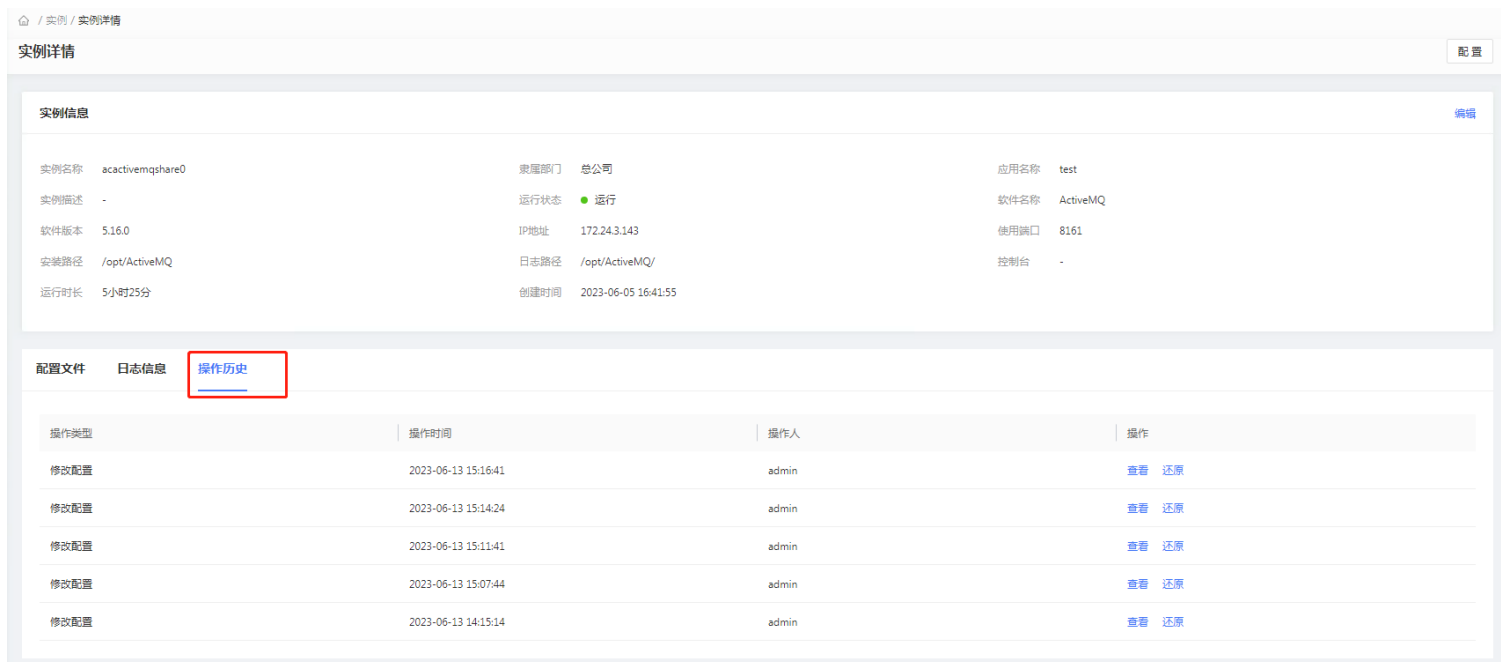 / 实例 / 实例详情
实例详情
配 置
实例信息
编辑
实例名称 acactivemqshare0 隶属部门 总公司 应用名称 test
实例描述 - 运行状态 运行 软件名称 ActiveMQ
软件版本 5.16.0 IP地址 172.24.3.143 使用端口 8161
安装路径 /opt/ActiveMQ 日志路径 /opt/ActiveMQ/ 控制台 -
运行时长 5小时25分 创建时间 2023-06-05 16:41:55
配置文件 日志信息 操作历史
操作类型 操作时间 操作人 操作
修改配置 2023-06-13 15:16:41 admin 查看 还原
修改配置 2023-06-13 15:14:24 admin 查看 还原
修改配置 2023-06-13 15:11:41 admin 查看 还原
修改配置 2023-06-13 15:07:44 admin 查看 还原
修改配置 2023-06-13 14:15:14 admin 查看 还原